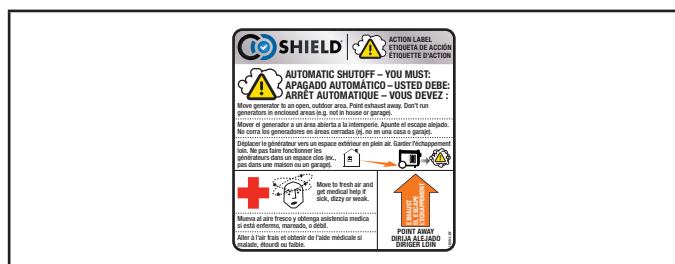 CO SHIELD®
ACTION LABEL
ETIQUETA DE ACCIÓN
ÉTIQUETTE D'ACTION
AUTOMATIC SHUTOFF – YOU MUST:
APAGADO AUTOMÁTICO – USTED DEBE:
ARRÊT AUTOMATIQUE – VOUS DEVEZ :
Move generator to an open, outdoor area. Point exhaust away. Don't run
generators in enclosed areas (e.g. not in house or garage).
Mover el generador a un área abierta a la intemperie. Apunte el escape alejado.
No corra los generadores en áreas cerradas (ej. no en una casa o garaje).
Déplacer le générateur vers un espace extérieur en plein air. Garder l'échappement
loin. Ne pas faire fonctionner les
générateurs dans un espace clos (ex.,
pas dans une maison ou un garage).
Move to fresh air and
get medical help if
sick, dizzy or weak.
Mueva al aire fresco y obtenga asistencia medica
si está enfermo, mareado, o débil.
Aller à l'air frais et obtenir de l'aide médicale si
malade, étourdi ou faible.
EXHAUST
EL ESCAPE
L'ÉCHAPPEMENT
POINT AWAY
DIRIJA ALEJADO
DIRIGER LOIN